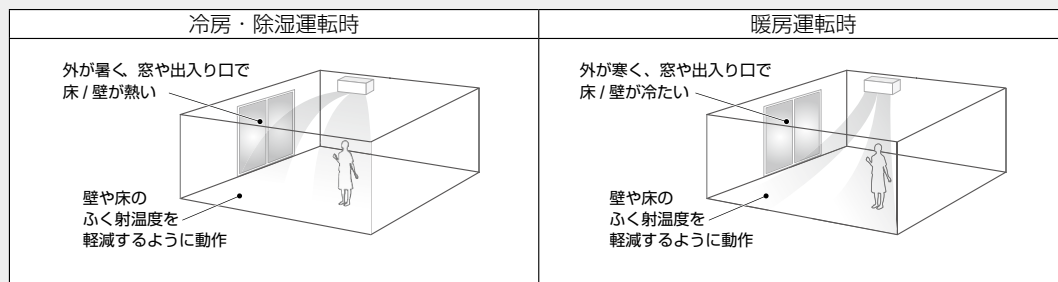 冷房・除湿運転時
外が暑く、窓や出入り口で
床 / 壁が熱い
壁や床の
ふく射温度を
軽減するように動作
暖房運転時
外が寒く、窓や出入り口で
床 / 壁が冷たい
壁や床の
ふく射温度を
軽減するように動作